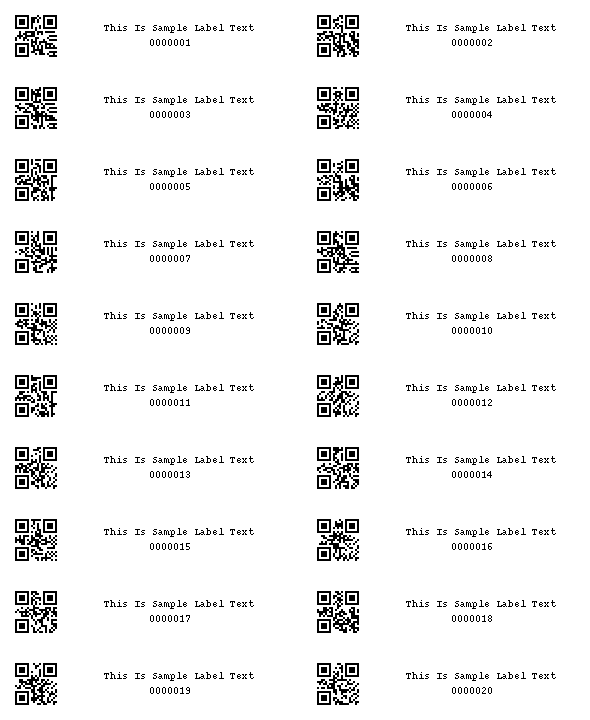 This Is Sample Label Text
0000001
This Is Sample Label Text
0000002
This Is Sample Label Text
0000003
This Is Sample Label Text
0000004
This Is Sample Label Text
0000005
This Is Sample Label Text
0000006
This Is Sample Label Text
0000007
This Is Sample Label Text
0000008
This Is Sample Label Text
0000009
This Is Sample Label Text
0000010
This Is Sample Label Text
0000011
This Is Sample Label Text
0000012
This Is Sample Label Text
0000013
This Is Sample Label Text
0000014
This Is Sample Label Text
0000015
This Is Sample Label Text
0000016
This Is Sample Label Text
0000017
This Is Sample Label Text
0000018
This Is Sample Label Text
0000019
This Is Sample Label Text
0000020